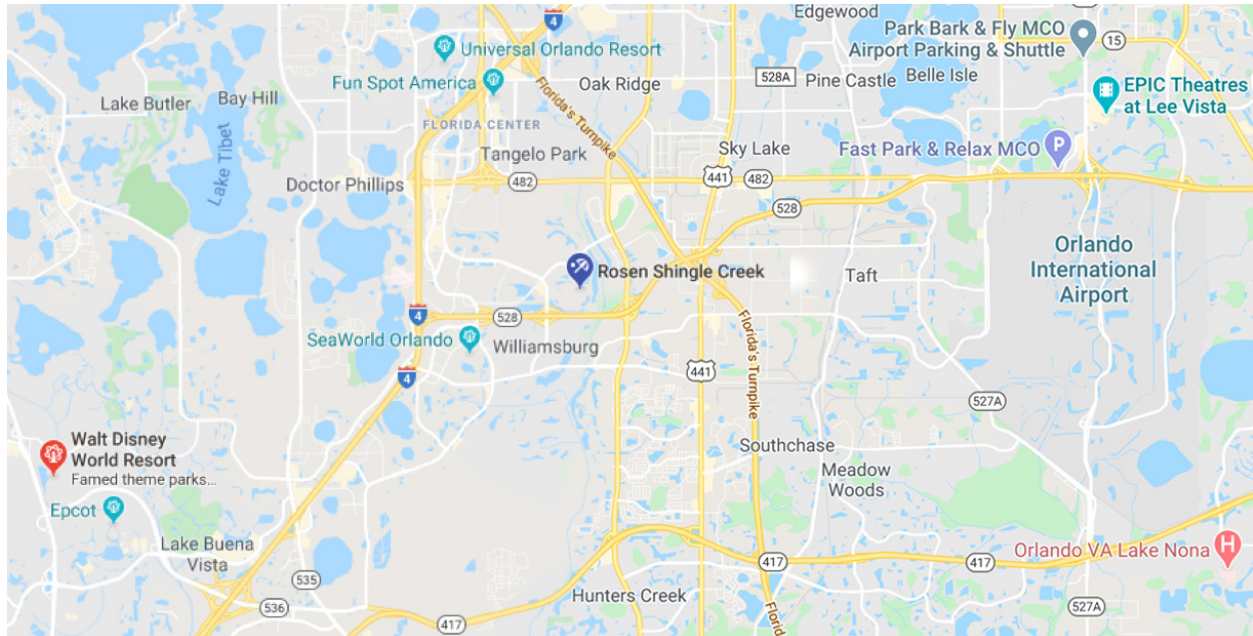 Edgewood
Park Bark & Fly MCO
Airport Parking & Shuttle
4
15
Universal Orlando Resort
Fun Spot America
Oak Ridge
528A
Pine Castle
Belle Isle
EPIC Theatres
at Lee Vista
Lake Butler
Bay Hill
FLORIDA CENTER
Florida's Turnpike
Lake Tibet
Tangelo Park
Sky Lake
Fast Park & Relax MCO
P
Doctor Phillips
482
441
482
528
Orlando
International
Airport
Rosen Shingle Creek
Taft
4
528
SeaWorld Orlando
Williamsburg
Florida's Turnpike
4
441
527A
Walt Disney
World Resort
Famed theme parks...
Southchase
Meadow
Woods
Epcot
Lake Buena
Vista
417
417
Orlando VA Lake Nona
H
535
536
Hunters Creek
417
527A
Florid